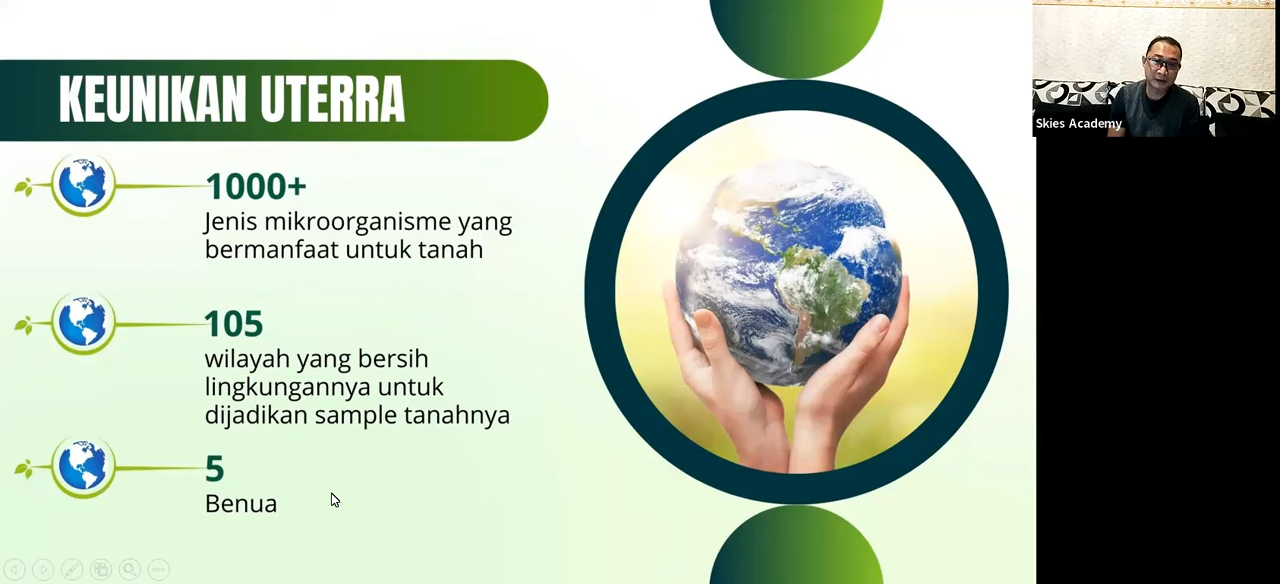 KEUNIKAN UTERRA
1000+
Jenis mikroorganisme yang
bermanfaat untuk tanah
105
wilayah yang bersih
lingkungannya untuk
dijadikan sample tanahnya
5
Benua
Skies Academy